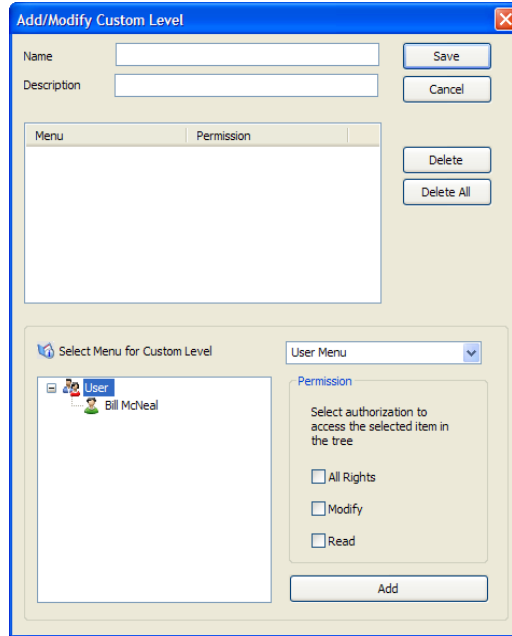 Add/Modify Custom Level
Name
Save
Description
Cancel
Menu Permission
Delete
Delete All
Select Menu for Custom Level
User Menu
User
Bill McNeal
Permission
Select authorization to
access the selected item in
the tree
All Rights
Modify
Read
Add